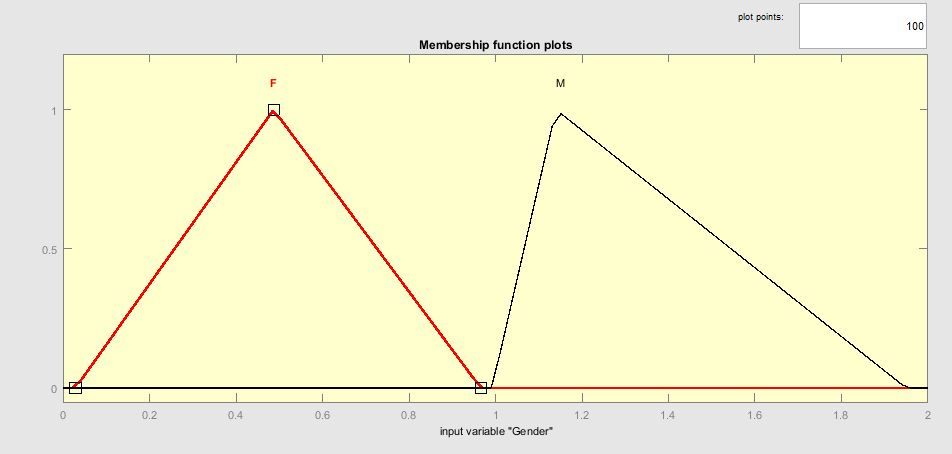 plot points: 100
Membership function plots
F M
1
0.5
0
0 0.2 0.4 0.6 0.8 1 1.2 1.4 1.6 1.8 2
input variable "Gender"